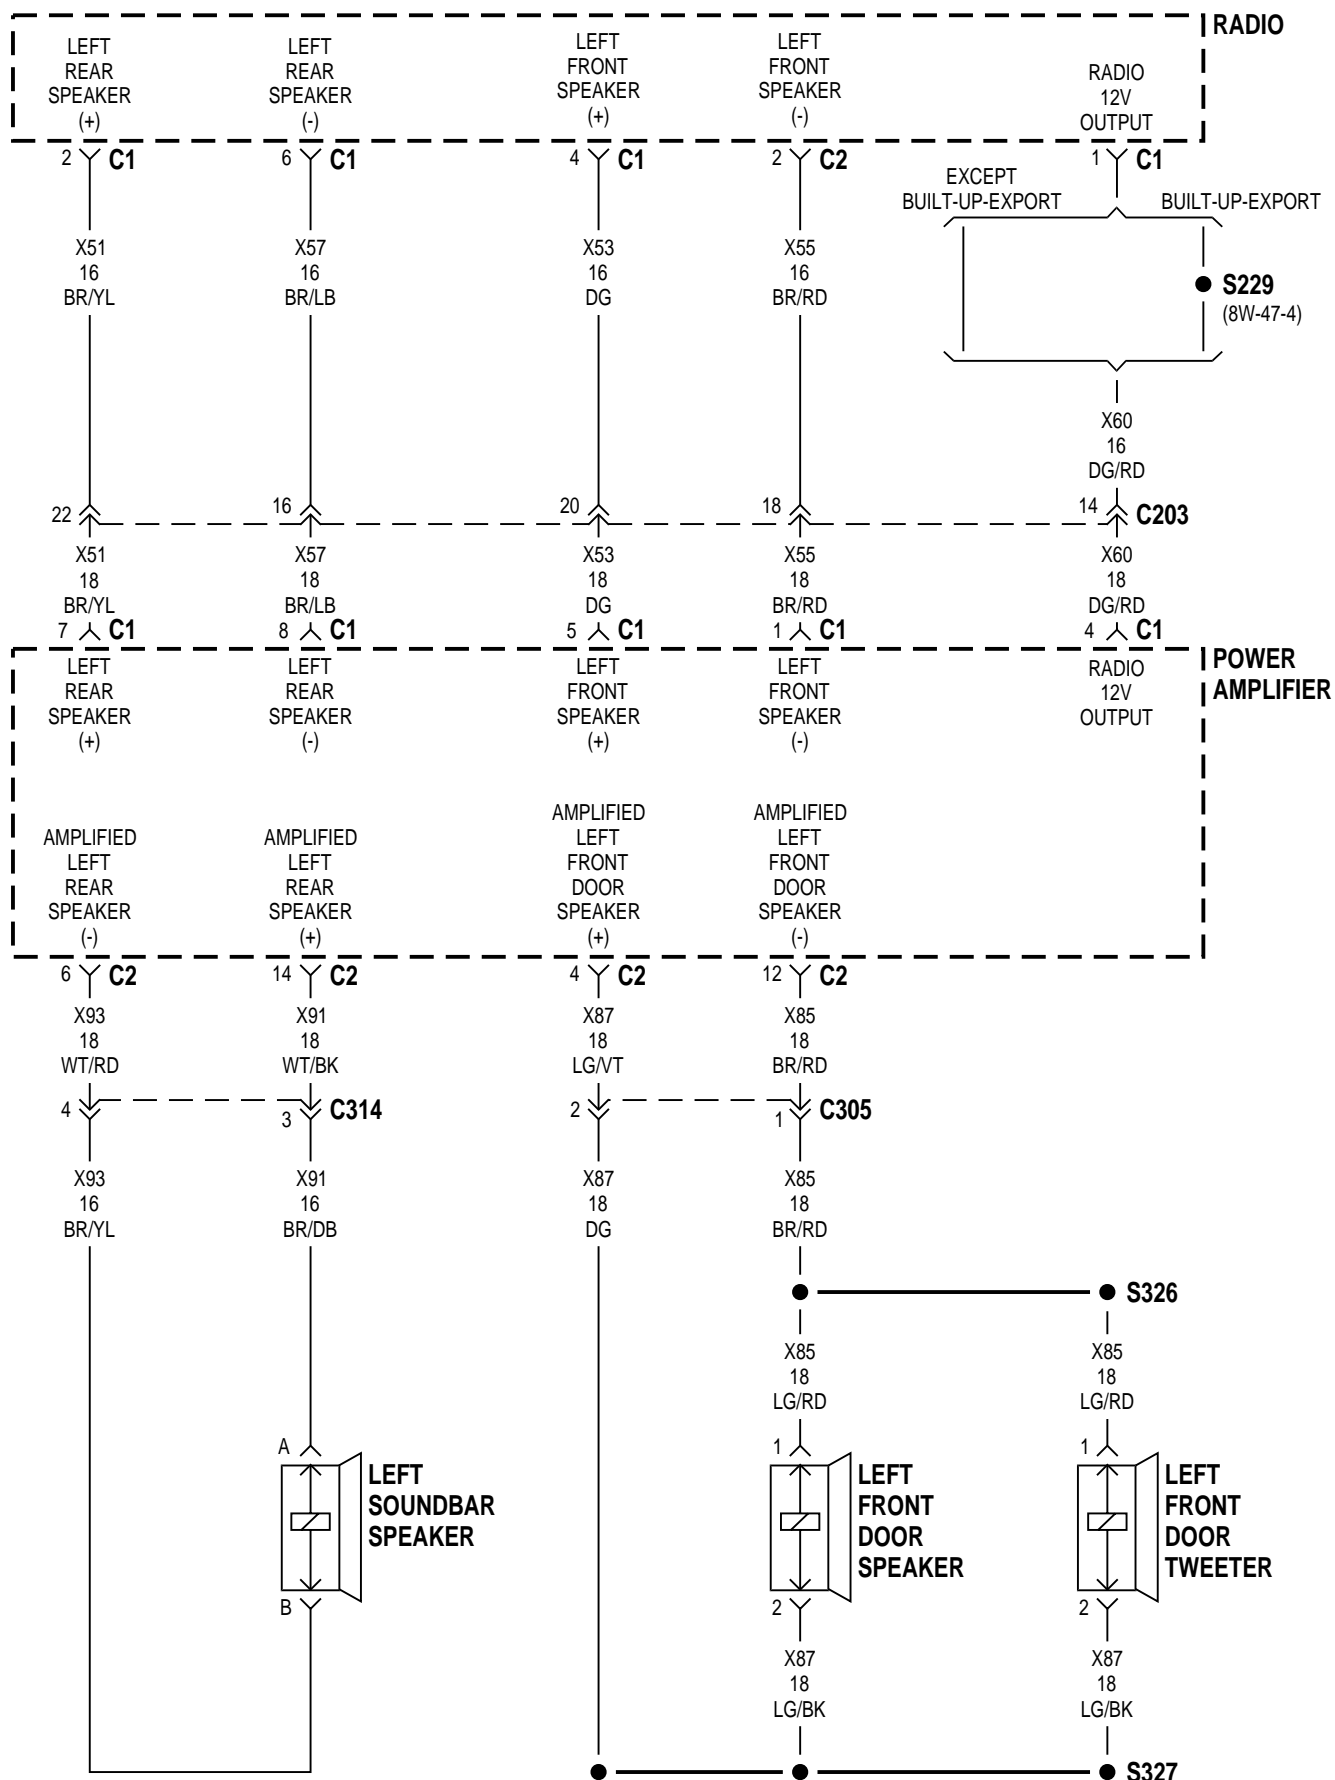 RADIO
LEFT
REAR
SPEAKER
(+)
LEFT
REAR
SPEAKER
(-)
LEFT
FRONT
SPEAKER
(+)
LEFT
FRONT
SPEAKER
(-)
RADIO
12V
OUTPUT
2 C1
6 C1
4 C1
2 C2
1 C1
EXCEPT
BUILT-UP-EXPORT
BUILT-UP-EXPORT
X51
16
BR/YL
X57
16
BR/LB
X53
16
DG
X55
16
BR/RD
S229
(8W-47-4)
X60
16
DG/RD
22
16
20
18
14
C203
X51
18
BR/YL
X57
18
BR/LB
X53
18
DG
X55
18
BR/RD
X60
18
DG/RD
7 C1
8 C1
5 C1
1 C1
4 C1
POWER
AMPLIFIER
LEFT
REAR
SPEAKER
(+)
LEFT
REAR
SPEAKER
(-)
LEFT
FRONT
SPEAKER
(+)
LEFT
FRONT
SPEAKER
(-)
RADIO
12V
OUTPUT
AMPLIFIED
LEFT
REAR
SPEAKER
(-)
AMPLIFIED
LEFT
REAR
SPEAKER
(+)
AMPLIFIED
LEFT
FRONT
DOOR
SPEAKER
(+)
AMPLIFIED
LEFT
FRONT
DOOR
SPEAKER
(-)
6 C2
14 C2
4 C2
12 C2
X93
18
WT/RD
X91
18
WT/BK
X87
18
LG/VT
X85
18
BR/RD
4
3
C314
2
1
C305
X93
16
BR/YL
X91
16
BR/DB
X87
18
DG
X85
18
BR/RD
S326
X85
18
LG/RD
X85
18
LG/RD
A
LEFT
SOUNDBAR
SPEAKER
B
1
LEFT
FRONT
DOOR
SPEAKER
2
1
LEFT
FRONT
DOOR
TWEETER
2
X87
18
LG/BK
X87
18
LG/BK
S327